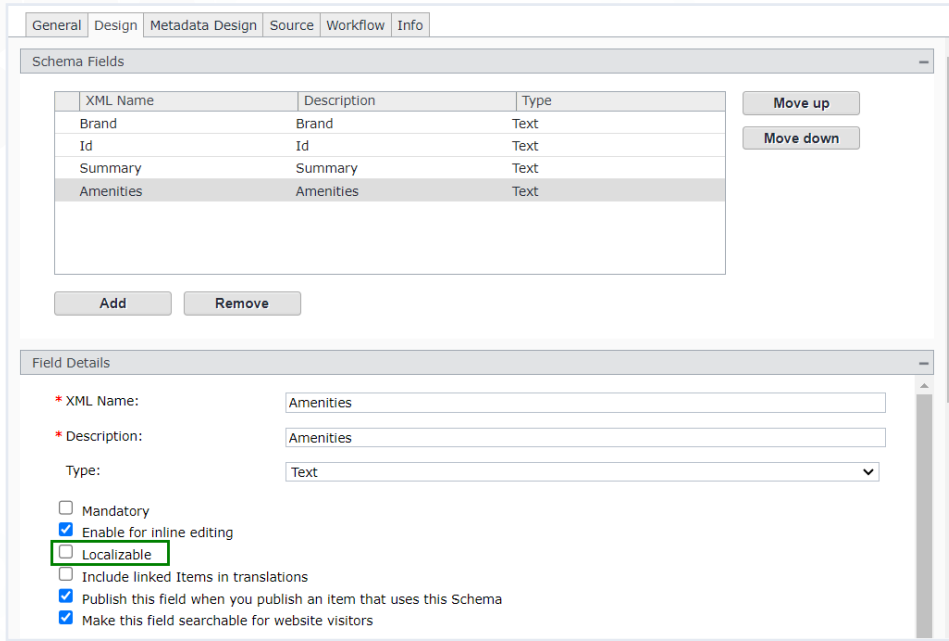 General Design Metadata Design Source Workflow Info
Schema Fields
XML Name Description Type
Brand Brand Text
Id Id Text
Summary Summary Text
Amenities Amenities Text
Move up
Move down
Add Remove
Field Details
* XML Name: Amenities
* Description: Amenities
Type: Text
Mandatory
Enable for inline editing
Localizable
Include linked Items in translations
Publish this field when you publish an item that uses this Schema
Make this field searchable for website visitors